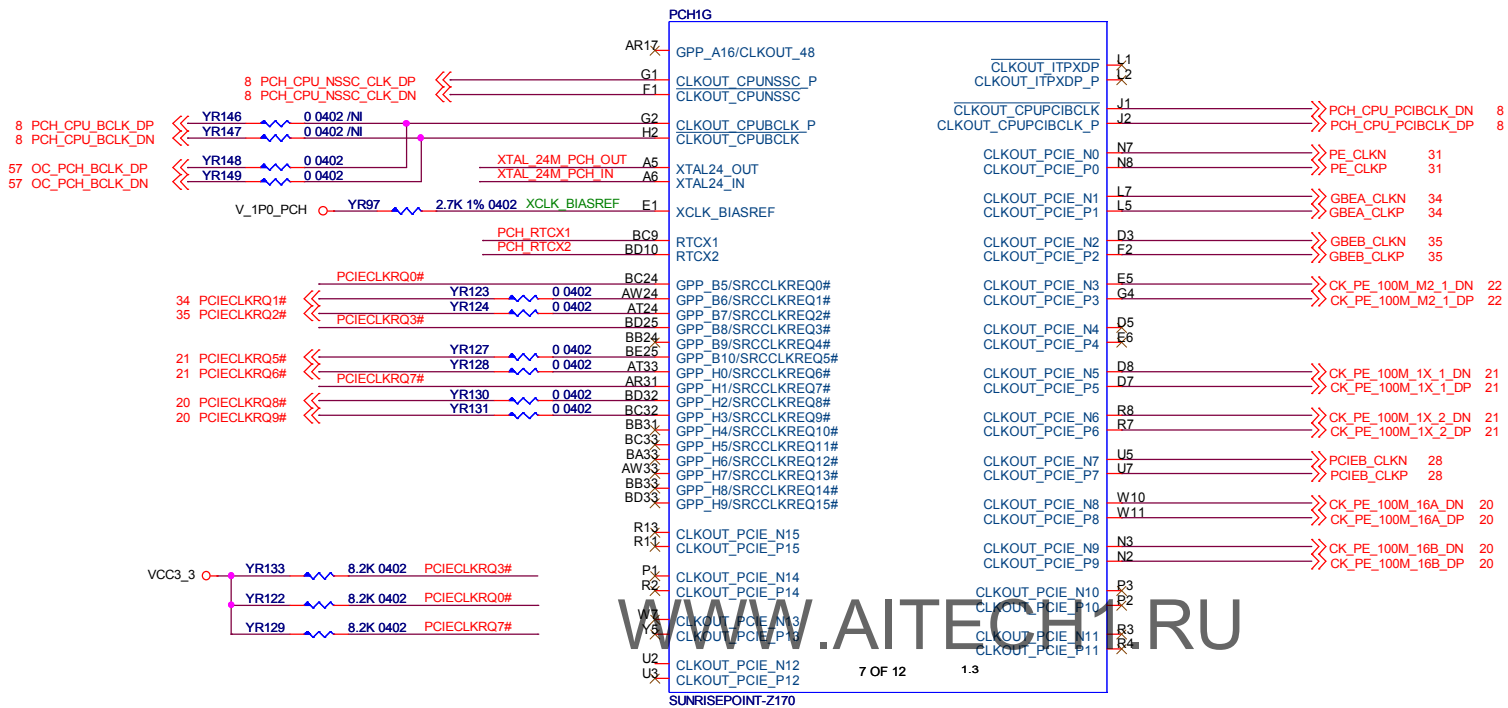 PCH1G
AR17 GPP_A16/CLKOUT_48
8 PCH_CPU_NSSC_CLK_DP G1 CLKOUT_CPUNSSC_P
8 PCH_CPU_NSSC_CLK_DN F1 CLKOUT_CPUNSSC
8 PCH_CPU_BCLK_DP YR146 0 0402 /NI G2 CLKOUT_CPUBCLK_P
8 PCH_CPU_BCLK_DN YR147 0 0402 /NI H2 CLKOUT_CPUBCLK
57 OC_PCH_BCLK_DP YR148 0 0402
57 OC_PCH_BCLK_DN YR149 0 0402
XTAL_24M_PCH_OUT A5 XTAL24_OUT
XTAL_24M_PCH_IN A6 XTAL24_IN
V_1P0_PCH YR97 2.7K 1% 0402 XCLK_BIASREF E1 XCLK_BIASREF
PCH_RTCX1 BC9 RTCX1
PCH_RTCX2 BD10 RTCX2
PCIECLKRQ0# BC24 GPP_B5/SRCCLKREQ0#
34 PCIECLKRQ1# YR123 0 0402 AW24 GPP_B6/SRCCLKREQ1#
35 PCIECLKRQ2# YR124 0 0402 AT24 GPP_B7/SRCCLKREQ2#
PCIECLKRQ3# BD25 GPP_B8/SRCCLKREQ3#
BB24 GPP_B9/SRCCLKREQ4#
21 PCIECLKRQ5# YR127 0 0402 BE25 GPP_B10/SRCCLKREQ5#
21 PCIECLKRQ6# YR128 0 0402 AT33 GPP_H0/SRCCLKREQ6#
PCIECLKRQ7# AR31 GPP_H1/SRCCLKREQ7#
20 PCIECLKRQ8# YR130 0 0402 BD32 GPP_H2/SRCCLKREQ8#
20 PCIECLKRQ9# YR131 0 0402 BC32 GPP_H3/SRCCLKREQ9#
BB31 GPP_H4/SRCCLKREQ10#
BC33 GPP_H5/SRCCLKREQ11#
BA33 GPP_H6/SRCCLKREQ12#
AW33 GPP_H7/SRCCLKREQ13#
BB33 GPP_H8/SRCCLKREQ14#
BD33 GPP_H9/SRCCLKREQ15#
R13 CLKOUT_PCIE_N15
R11 CLKOUT_PCIE_P15
P1 CLKOUT_PCIE_N14
R2 CLKOUT_PCIE_P14
W7 CLKOUT_PCIE_N13
Y5 CLKOUT_PCIE_P13
U2 CLKOUT_PCIE_N12
U3 CLKOUT_PCIE_P12
VCC3_3 YR133 8.2K 0402 PCIECLKRQ3#
YR122 8.2K 0402 PCIECLKRQ0#
YR129 8.2K 0402 PCIECLKRQ7#
CLKOUT_ITPXDP L1
CLKOUT_ITPXDP_P L2
CLKOUT_CPUPCIBCLK J1 PCH_CPU_PCIBCLK_DN 8
CLKOUT_CPUPCIBCLK_P J2 PCH_CPU_PCIBCLK_DP 8
CLKOUT_PCIE_N0 N7 PE_CLKN 31
CLKOUT_PCIE_P0 N8 PE_CLKP 31
CLKOUT_PCIE_N1 L7 GBEA_CLKN 34
CLKOUT_PCIE_P1 L5 GBEA_CLKP 34
CLKOUT_PCIE_N2 D3 GBEB_CLKN 35
CLKOUT_PCIE_P2 F2 GBEB_CLKP 35
CLKOUT_PCIE_N3 E5 CK_PE_100M_M2_1_DN 22
CLKOUT_PCIE_P3 G4 CK_PE_100M_M2_1_DP 22
CLKOUT_PCIE_N4 D5
CLKOUT_PCIE_P4 E6
CLKOUT_PCIE_N5 D8 CK_PE_100M_1X_1_DN 21
CLKOUT_PCIE_P5 D7 CK_PE_100M_1X_1_DP 21
CLKOUT_PCIE_N6 R8 CK_PE_100M_1X_2_DN 21
CLKOUT_PCIE_P6 R7 CK_PE_100M_1X_2_DP 21
CLKOUT_PCIE_N7 U5 PCIEB_CLKN 28
CLKOUT_PCIE_P7 U7 PCIEB_CLKP 28
CLKOUT_PCIE_N8 W10 CK_PE_100M_16A_DN 20
CLKOUT_PCIE_P8 W11 CK_PE_100M_16A_DP 20
CLKOUT_PCIE_N9 N3 CK_PE_100M_16B_DN 20
CLKOUT_PCIE_P9 N2 CK_PE_100M_16B_DP 20
CLKOUT_PCIE_N10 P3
CLKOUT_PCIE_P10 P2
CLKOUT_PCIE_N11 R3
CLKOUT_PCIE_P11 R4
WWW.AITECH1.RU
7 OF 12 1.3
SUNRISEPOINT-Z170